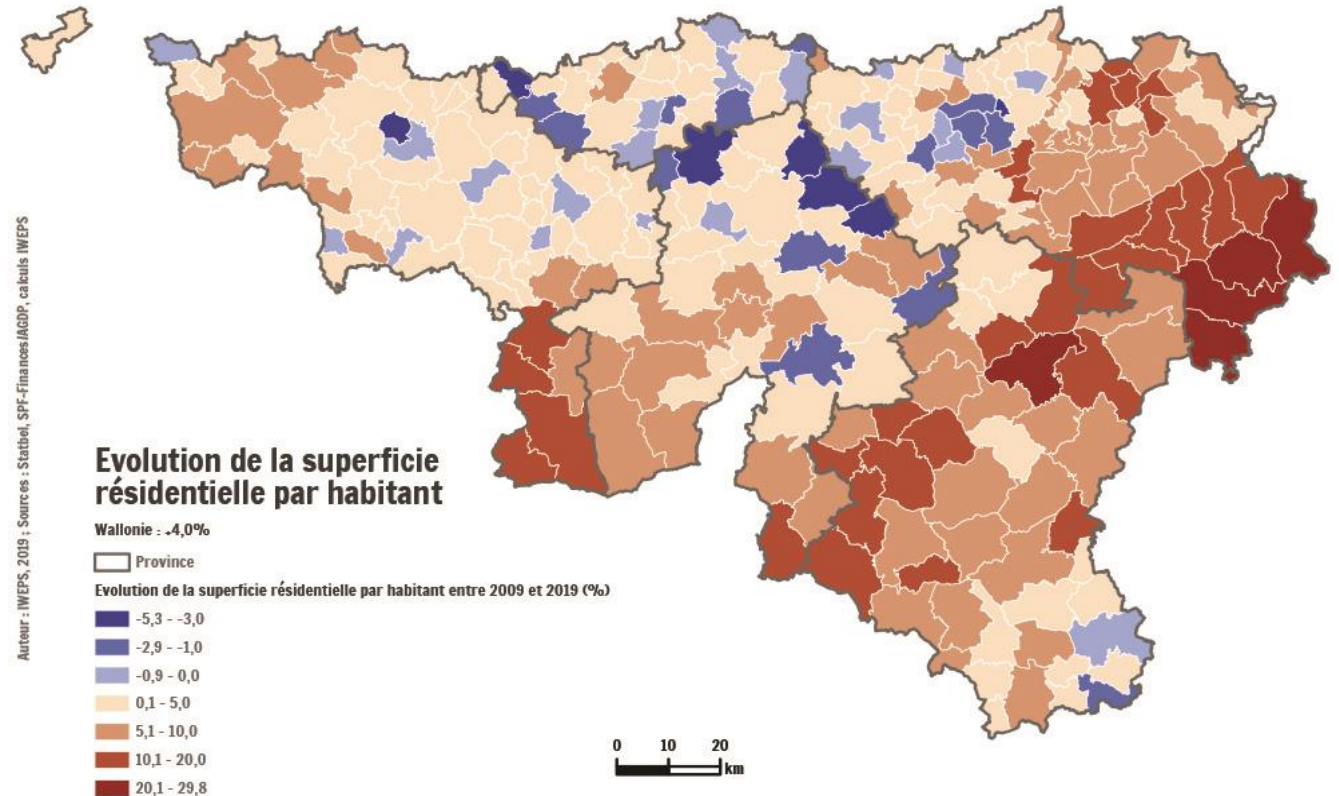 Evolution de la superficie
résidentielle par habitant
Wallonie : +4,0%
Province
Evolution de la superficie résidentielle par habitant entre 2009 et 2019 (%)
-5,3 - -3,0
-2,9 - -1,0
-0,9 - 0,0
0,1 - 5,0
5,1 - 10,0
10,1 - 20,0
20,1 - 29,8
0 10 20
km
Auteur : IWEPS, 2019 ; Sources : Statbel, SPF-Finances/AGDP, calculs IWEPS